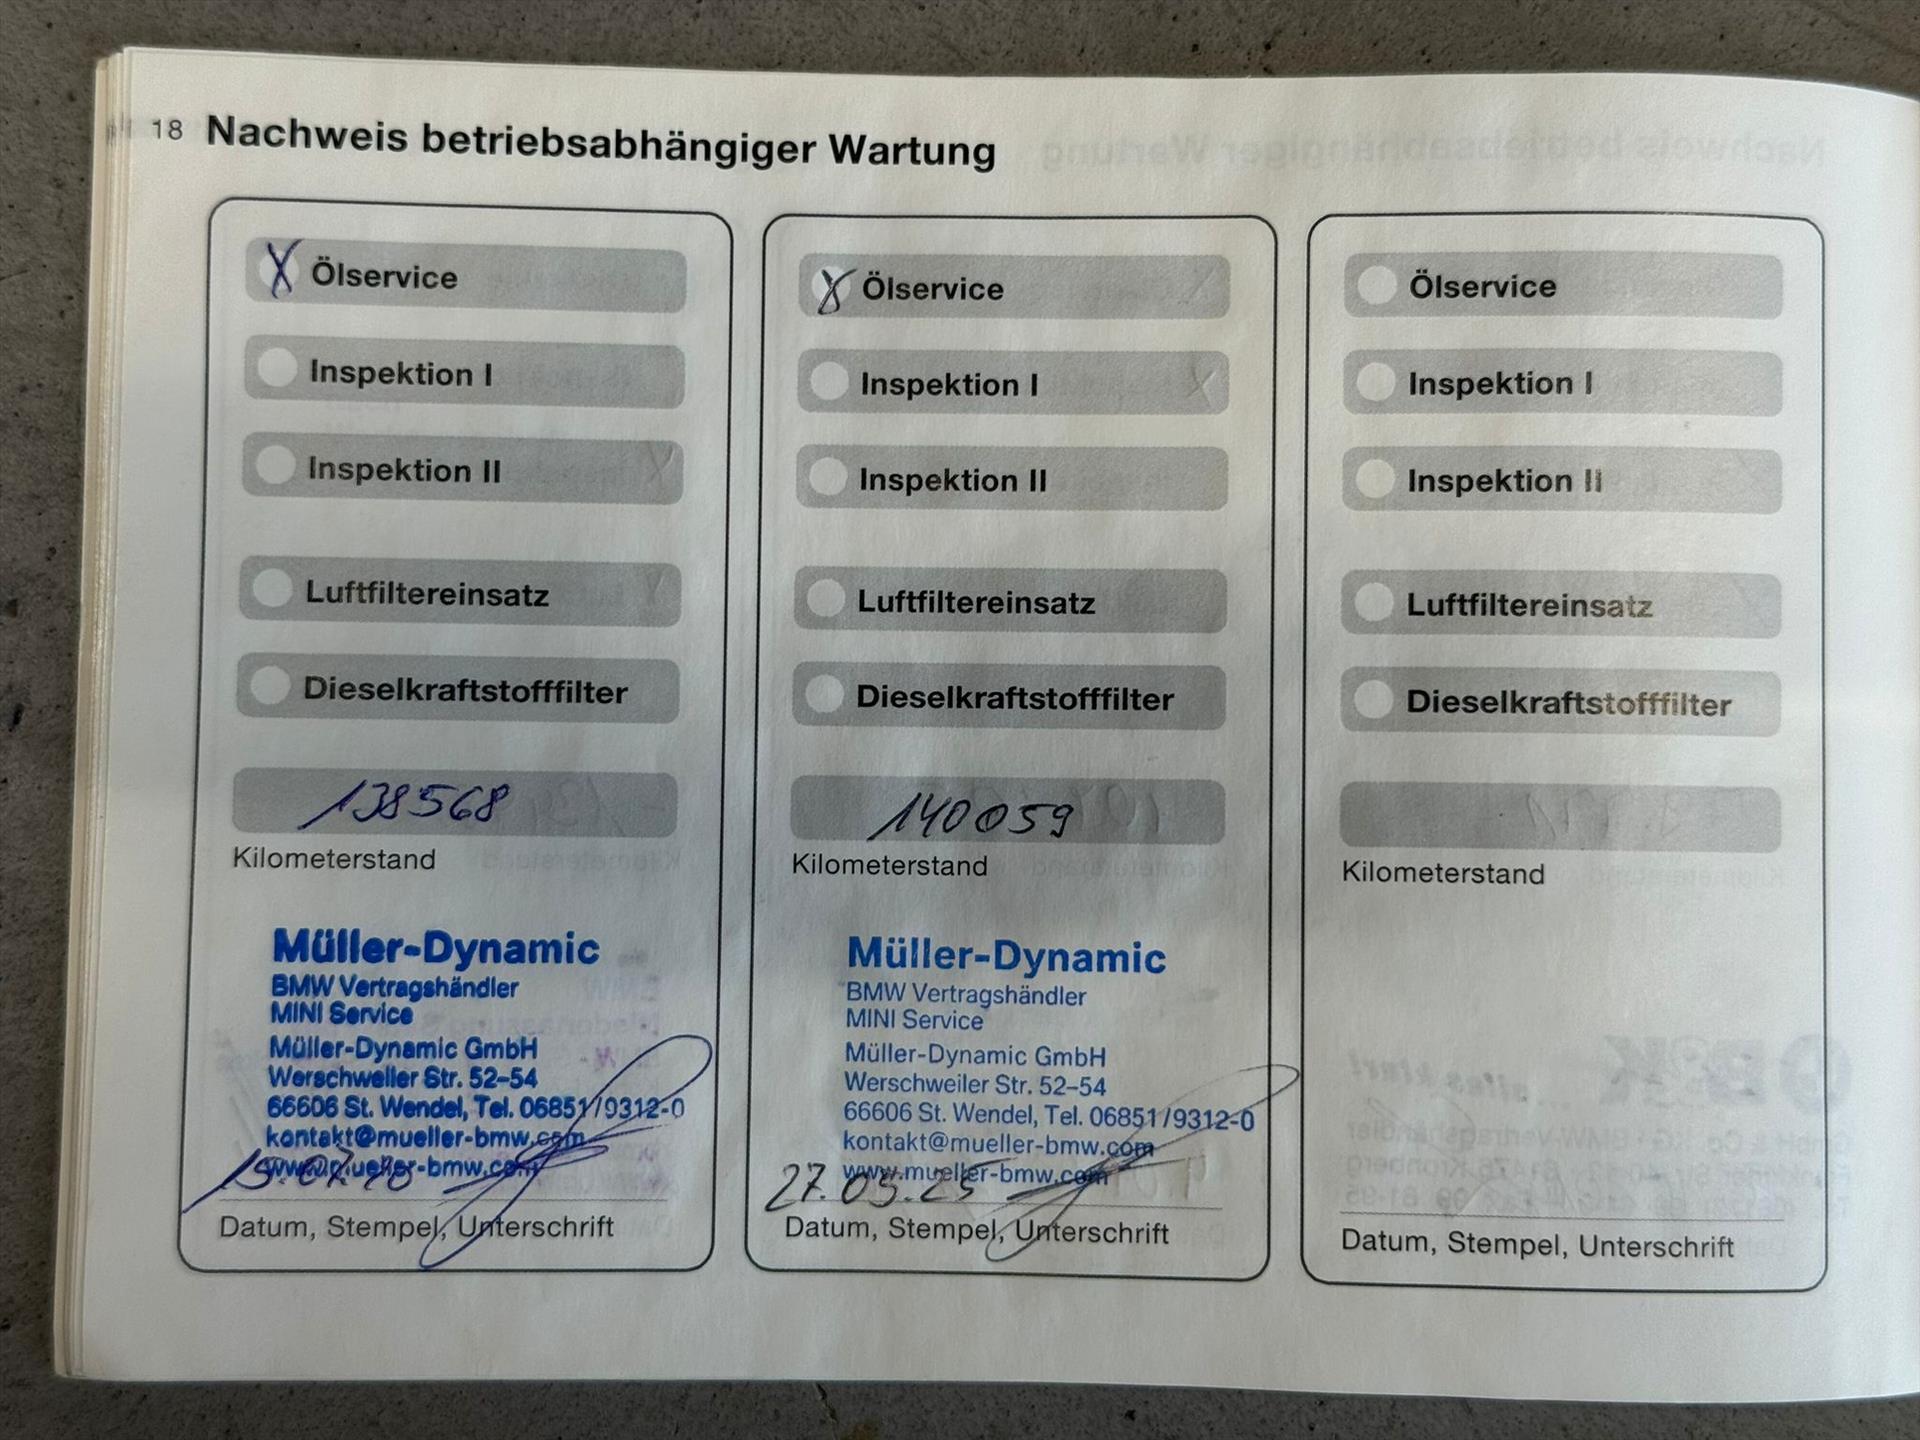 18 Nachweis betriebsabhängiger Wartung
X Ölservice
Inspektion I
Inspektion II
Luftfiltereinsatz
Dieselkraftstofffilter
138568
Kilometerstand
Müller-Dynamic
BMW Vertragshändler
MINI Service
Müller-Dynamic GmbH
Werschweiler Str. 52–54
66606 St. Wendel, Tel. 06851/9312-0
kontakt@mueller-bmw.com
www.mueller-bmw.com
Datum, Stempel, Unterschrift
X Ölservice
Inspektion I
Inspektion II
Luftfiltereinsatz
Dieselkraftstofffilter
140059
Kilometerstand
Müller-Dynamic
BMW Vertragshändler
MINI Service
Müller-Dynamic GmbH
Werschweiler Str. 52–54
66606 St. Wendel, Tel. 06851/9312-0
kontakt@mueller-bmw.com
www.mueller-bmw.com
27.05.25
Datum, Stempel, Unterschrift
Ölservice
Inspektion I
Inspektion II
Luftfiltereinsatz
Dieselkraftstofffilter
Kilometerstand
Datum, Stempel, Unterschrift